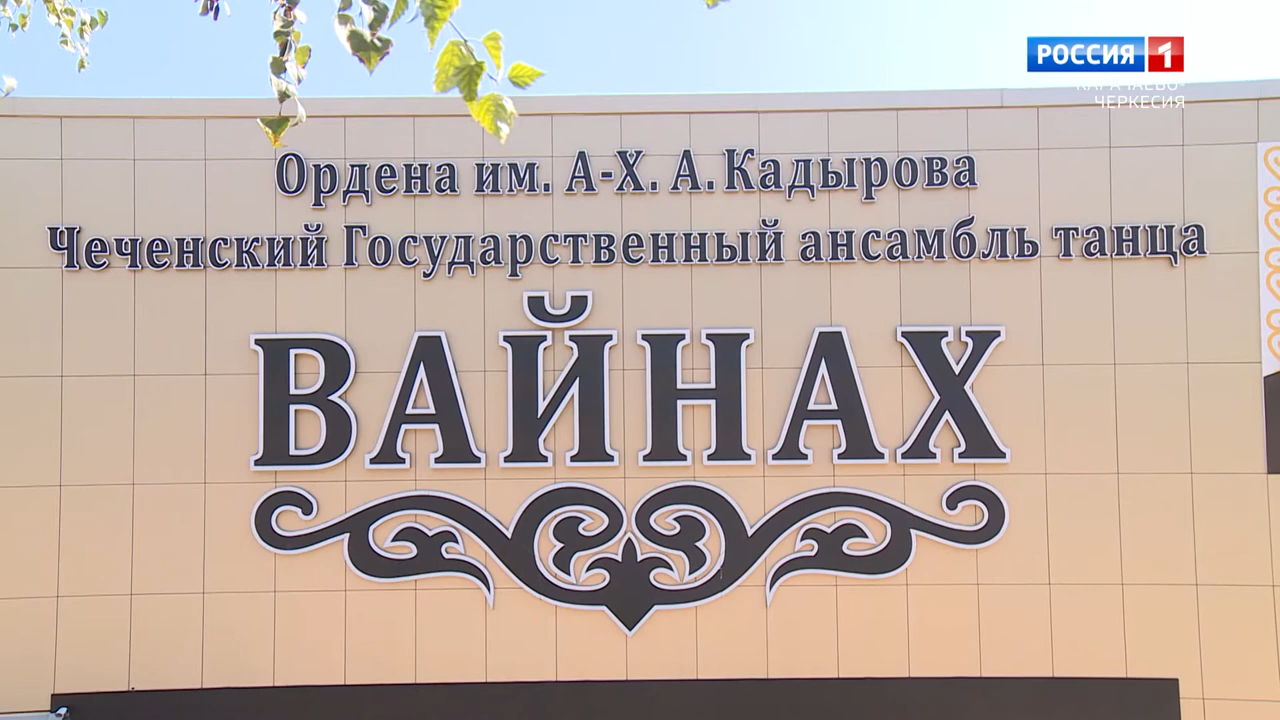 РОССИЯ 1
КАРАЧАЕВО-
ЧЕРКЕСИЯ
Ордена им. А-Х. А. Кадырова
Чеченский Государственный ансамбль танца
ВАЙНАХ